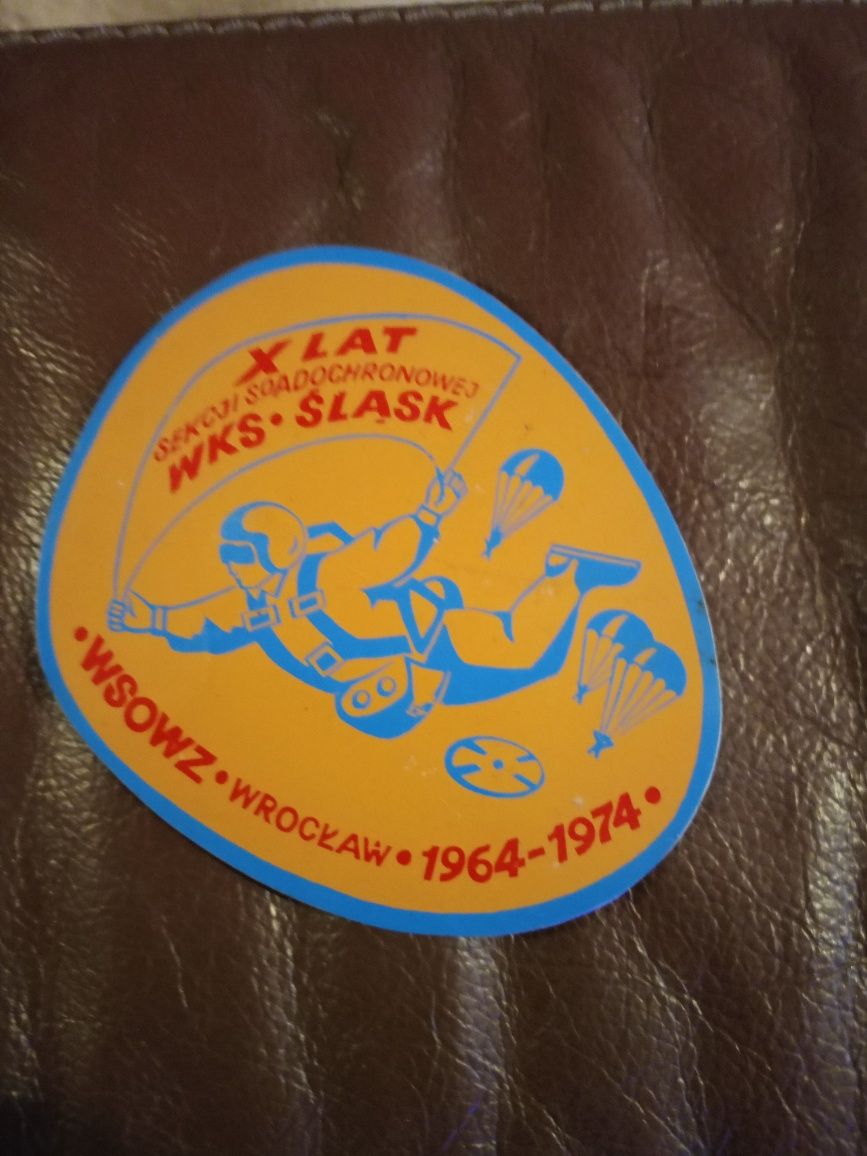 X LAT
SEKCJI SPADOCHRONOWEJ
WKS • ŚLĄSK
• WSOWZ • WROCŁAW • 1964-1974 •